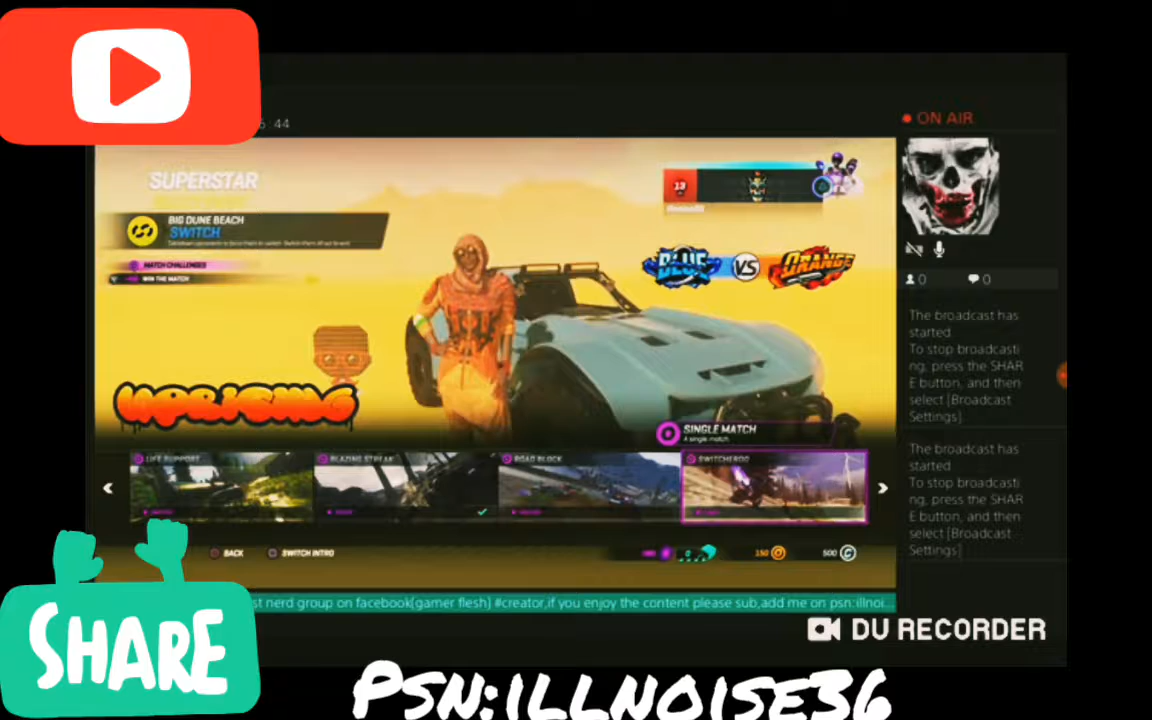 :44
ON AIR
SUPERSTAR
13
BIG DUNE BEACH
SWITCH
MATCH CHALLENGES
WIN THE MATCH
BLUE
VS
ORANGE
0
0
The broadcast has
started
To stop broadcasti
ng, press the SHAR
E button, and then
select [Broadcast
Settings]
UPRISING
SINGLE MATCH
A single match.
LIFE SUPPORT
BLAZING STREAK
ROAD BLOCK
SWITCHEROO
The broadcast has
started
To stop broadcasti
ng, press the SHAR
E button, and then
select [Broadcast
Settings]
BACK
SWITCH INTRO
0
150
500
st nerd group on facebook[gamer flesh] #creator,if you enjoy the content please sub,add me on psn:illnoi...
SHARE
DU RECORDER
PSN:ILLNOISE36